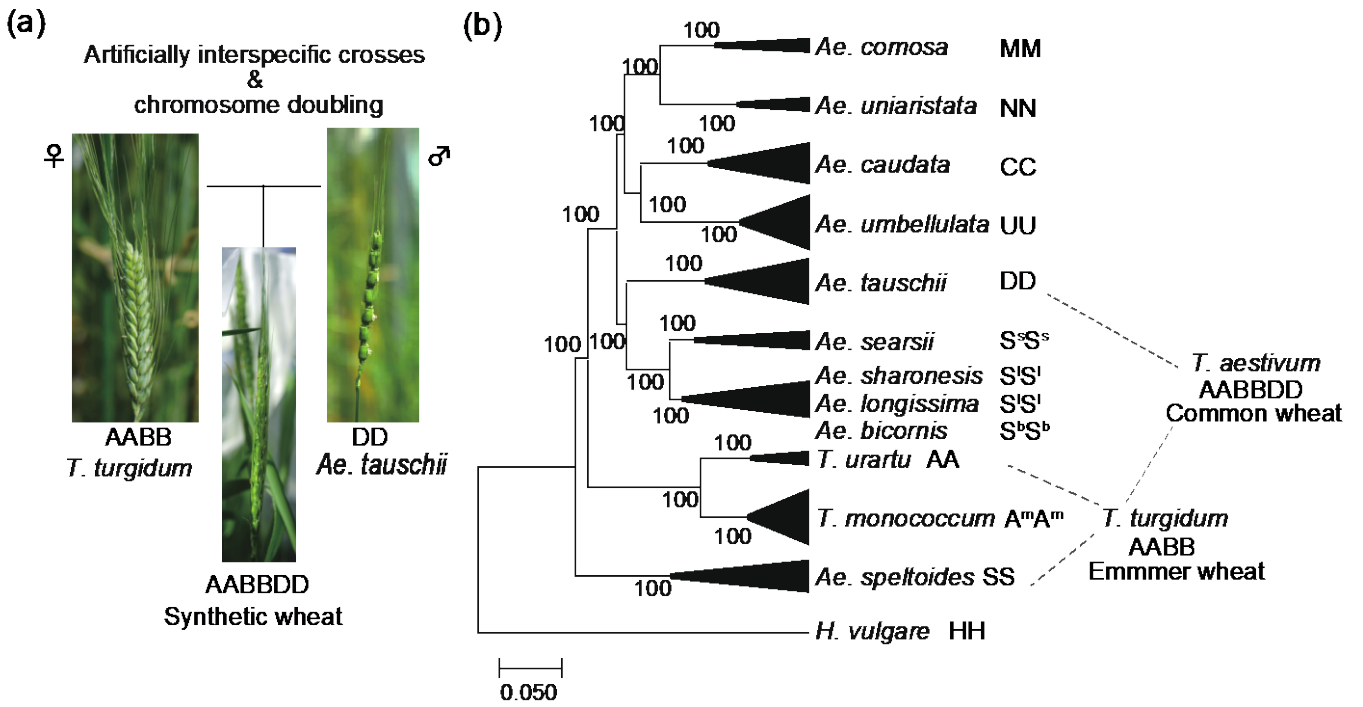 (a)
Artificially interspecific crosses
&
chromosome doubling
♀
♂
AABB
T. turgidum
DD
Ae. tauschii
AABBDD
Synthetic wheat
(b)
100
Ae. comosa MM
100
100
Ae. uniaristata NN
100
100
Ae. caudata CC
100
100
Ae. umbellulata UU
100
100
100
Ae. tauschii DD
100
100
100
Ae. searsii SˢSˢ
100
Ae. sharonesis SˡSˡ
Ae. longissima SˡSˡ
100
Ae. bicornis SᵇSᵇ
100
T. urartu AA
100
T. monococcum AᵐAᵐ
100
Ae. speltoides SS
100
H. vulgare HH
T. aestivum
AABBDD
Common wheat
T. turgidum
AABB
Emmmer wheat
0.050